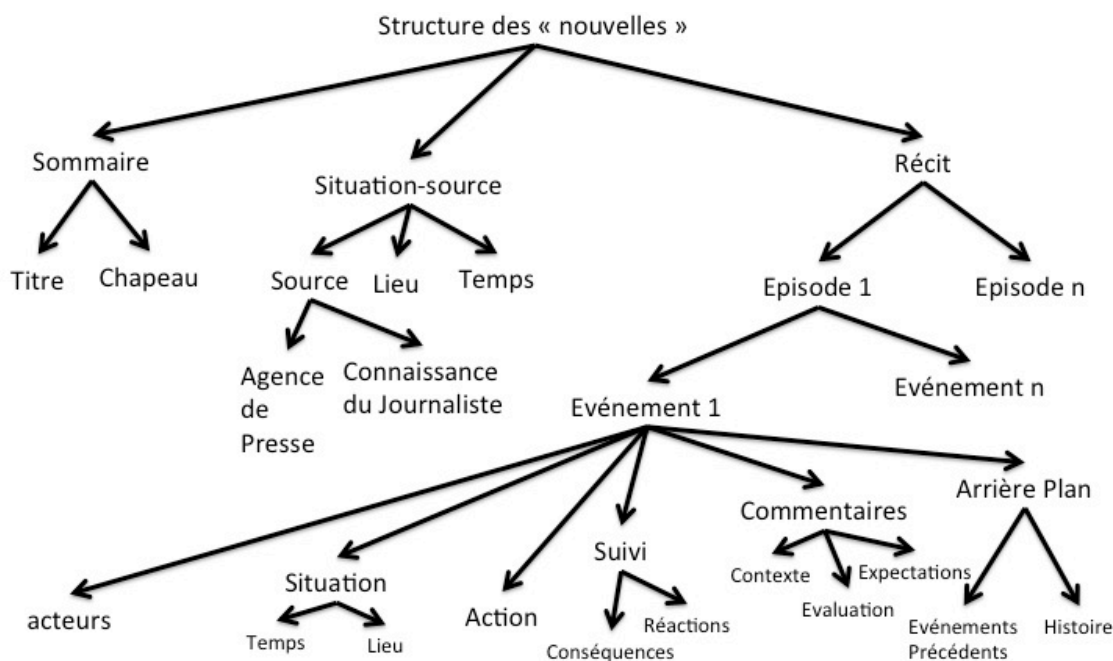 Structure des « nouvelles »
Sommaire
Situation-source
Récit
Titre
Chapeau
Source
Lieu
Temps
Episode 1
Episode n
Agence
de
Presse
Connaissance
du Journaliste
Evénement 1
Evénement n
acteurs
Situation
Temps
Lieu
Action
Suivi
Conséquences
Réactions
Commentaires
Contexte
Evaluation
Expectations
Arrière Plan
Evénements
Précédents
Histoire